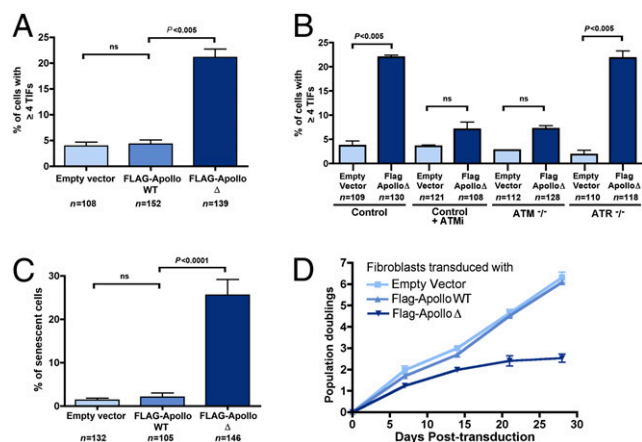 A
P<0.005
ns
% of cells with
≥ 4 TIFs
25
20
15
10
5
0
Empty vector
FLAG-Apollo
WT
FLAG-Apollo
Δ
n=108
n=152
n=139
B
P<0.005
P<0.005
ns
ns
% of cells with
≥ 4 TIFs
25
20
15
10
5
0
Empty
Vector
Flag
ApolloΔ
Empty
Vector
Flag
ApolloΔ
Empty
Vector
Flag
ApolloΔ
Empty
Vector
Flag
ApolloΔ
n=109
n=130
n=121
n=108
n=112
n=128
n=110
n=118
Control
Control
+ ATMi
ATM -/-
ATR -/-
C
P<0.0001
ns
% of senescent cells
30
20
10
0
Empty vector
FLAG-Apollo
WT
FLAG-Apollo
Δ
n=132
n=105
n=146
D
Fibroblasts transduced with
Empty Vector
Flag-Apollo WT
Flag-Apollo Δ
Population doublings
7
6
5
4
3
2
1
0
0
5
10
15
20
25
30
Days Post-transduction